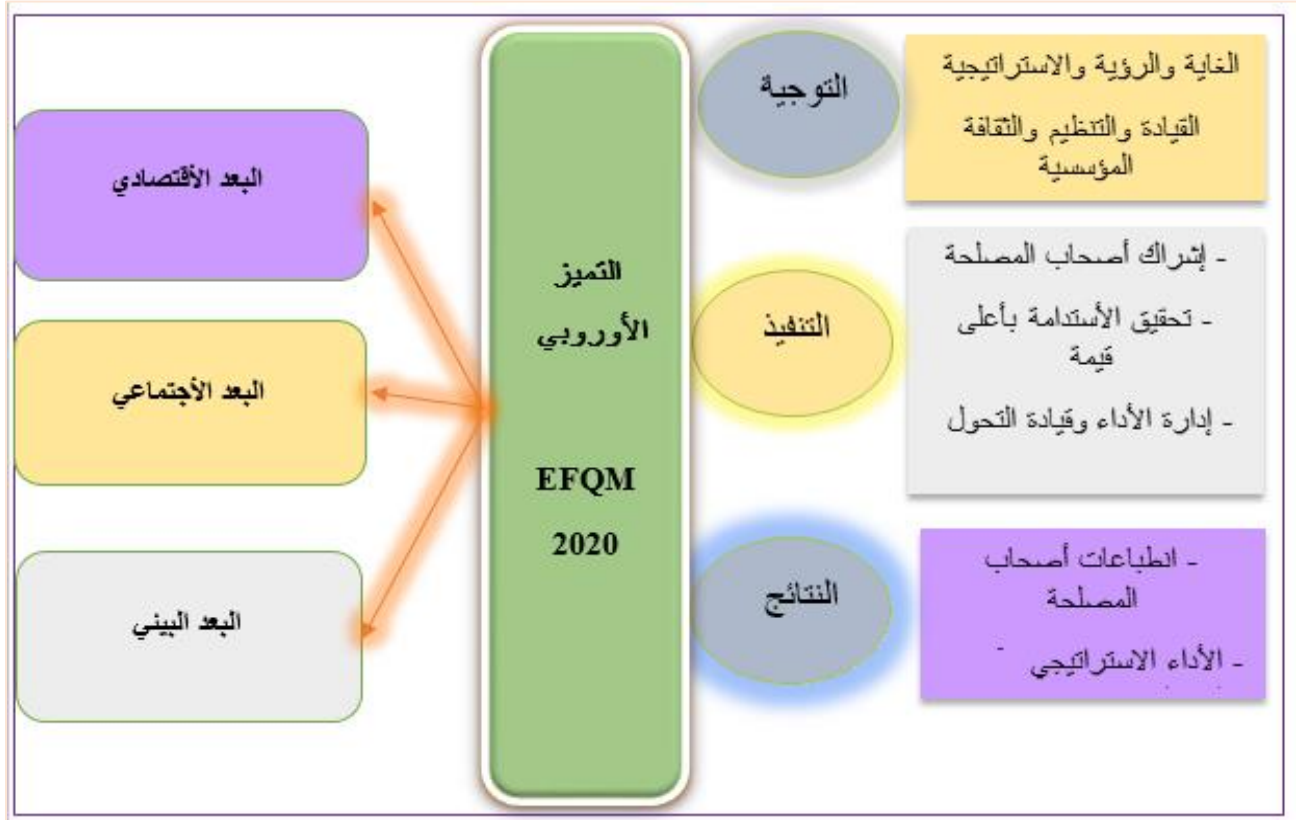 التوجية
الغاية والرؤية والاستراتيجية
القيادة والتنظيم والثقافة
المؤسسية
التنفيذ
- إشراك أصحاب المصلحة
- تحقيق الأستدامة بأعلى
قيمة
- إدارة الأداء وقيادة التحول
النتائج
- انطباعات أصحاب
المصلحة
- الأداء الاستراتيجي
التميز
الأوروبي
EFQM
2020
البعد الأقتصادي
البعد الأجتماعي
البعد البيئي